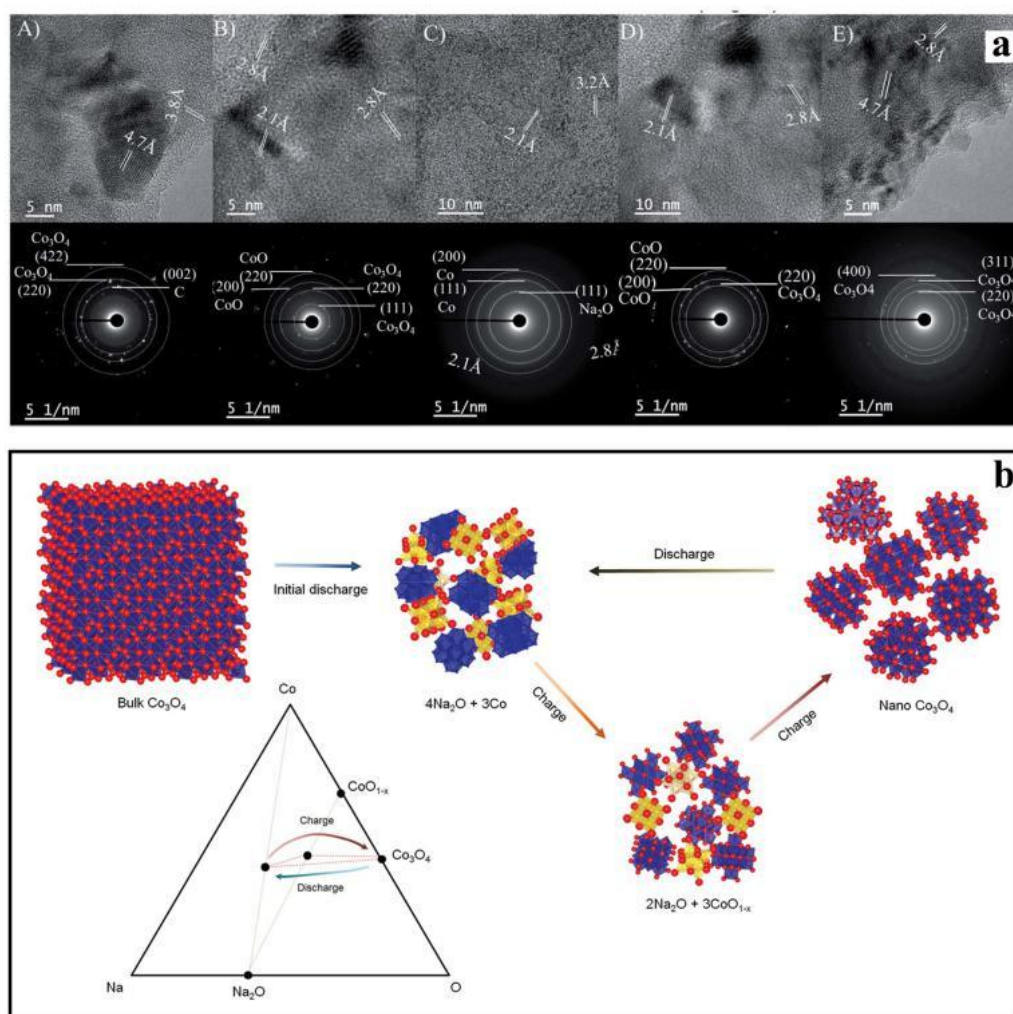 a
A)
3.8Å
4.7Å
5 nm
B)
2.8Å
2.1Å
2.8Å
5 nm
C)
3.2Å
2.1Å
10 nm
D)
2.1Å
2.8Å
10 nm
E)
2.8Å
4.7Å
5 nm
Co₃O₄
(422)
Co₃O₄
(220)
(002)
C
5 1/nm
CoO
(220)
(200)
CoO
Co₃O₄
(220)
(111)
Co₃O₄
5 1/nm
(200)
Co
(111)
Co
(111)
Na₂O
2.1Å
2.8Å
5 1/nm
CoO
(220)
(200)
CoO
(220)
Co₃O₄
5 1/nm
(400)
Co₃O4
(311)
Co₃O4
(220)
Co₃O4
5 1/nm
b
Initial discharge
Discharge
Bulk Co₃O₄
4Na₂O + 3Co
Charge
Charge
Nano Co₃O₄
2Na₂O + 3CoO₁₋ₓ
Co
CoO₁₋ₓ
Charge
Co₃O₄
Discharge
Na
Na₂O
O